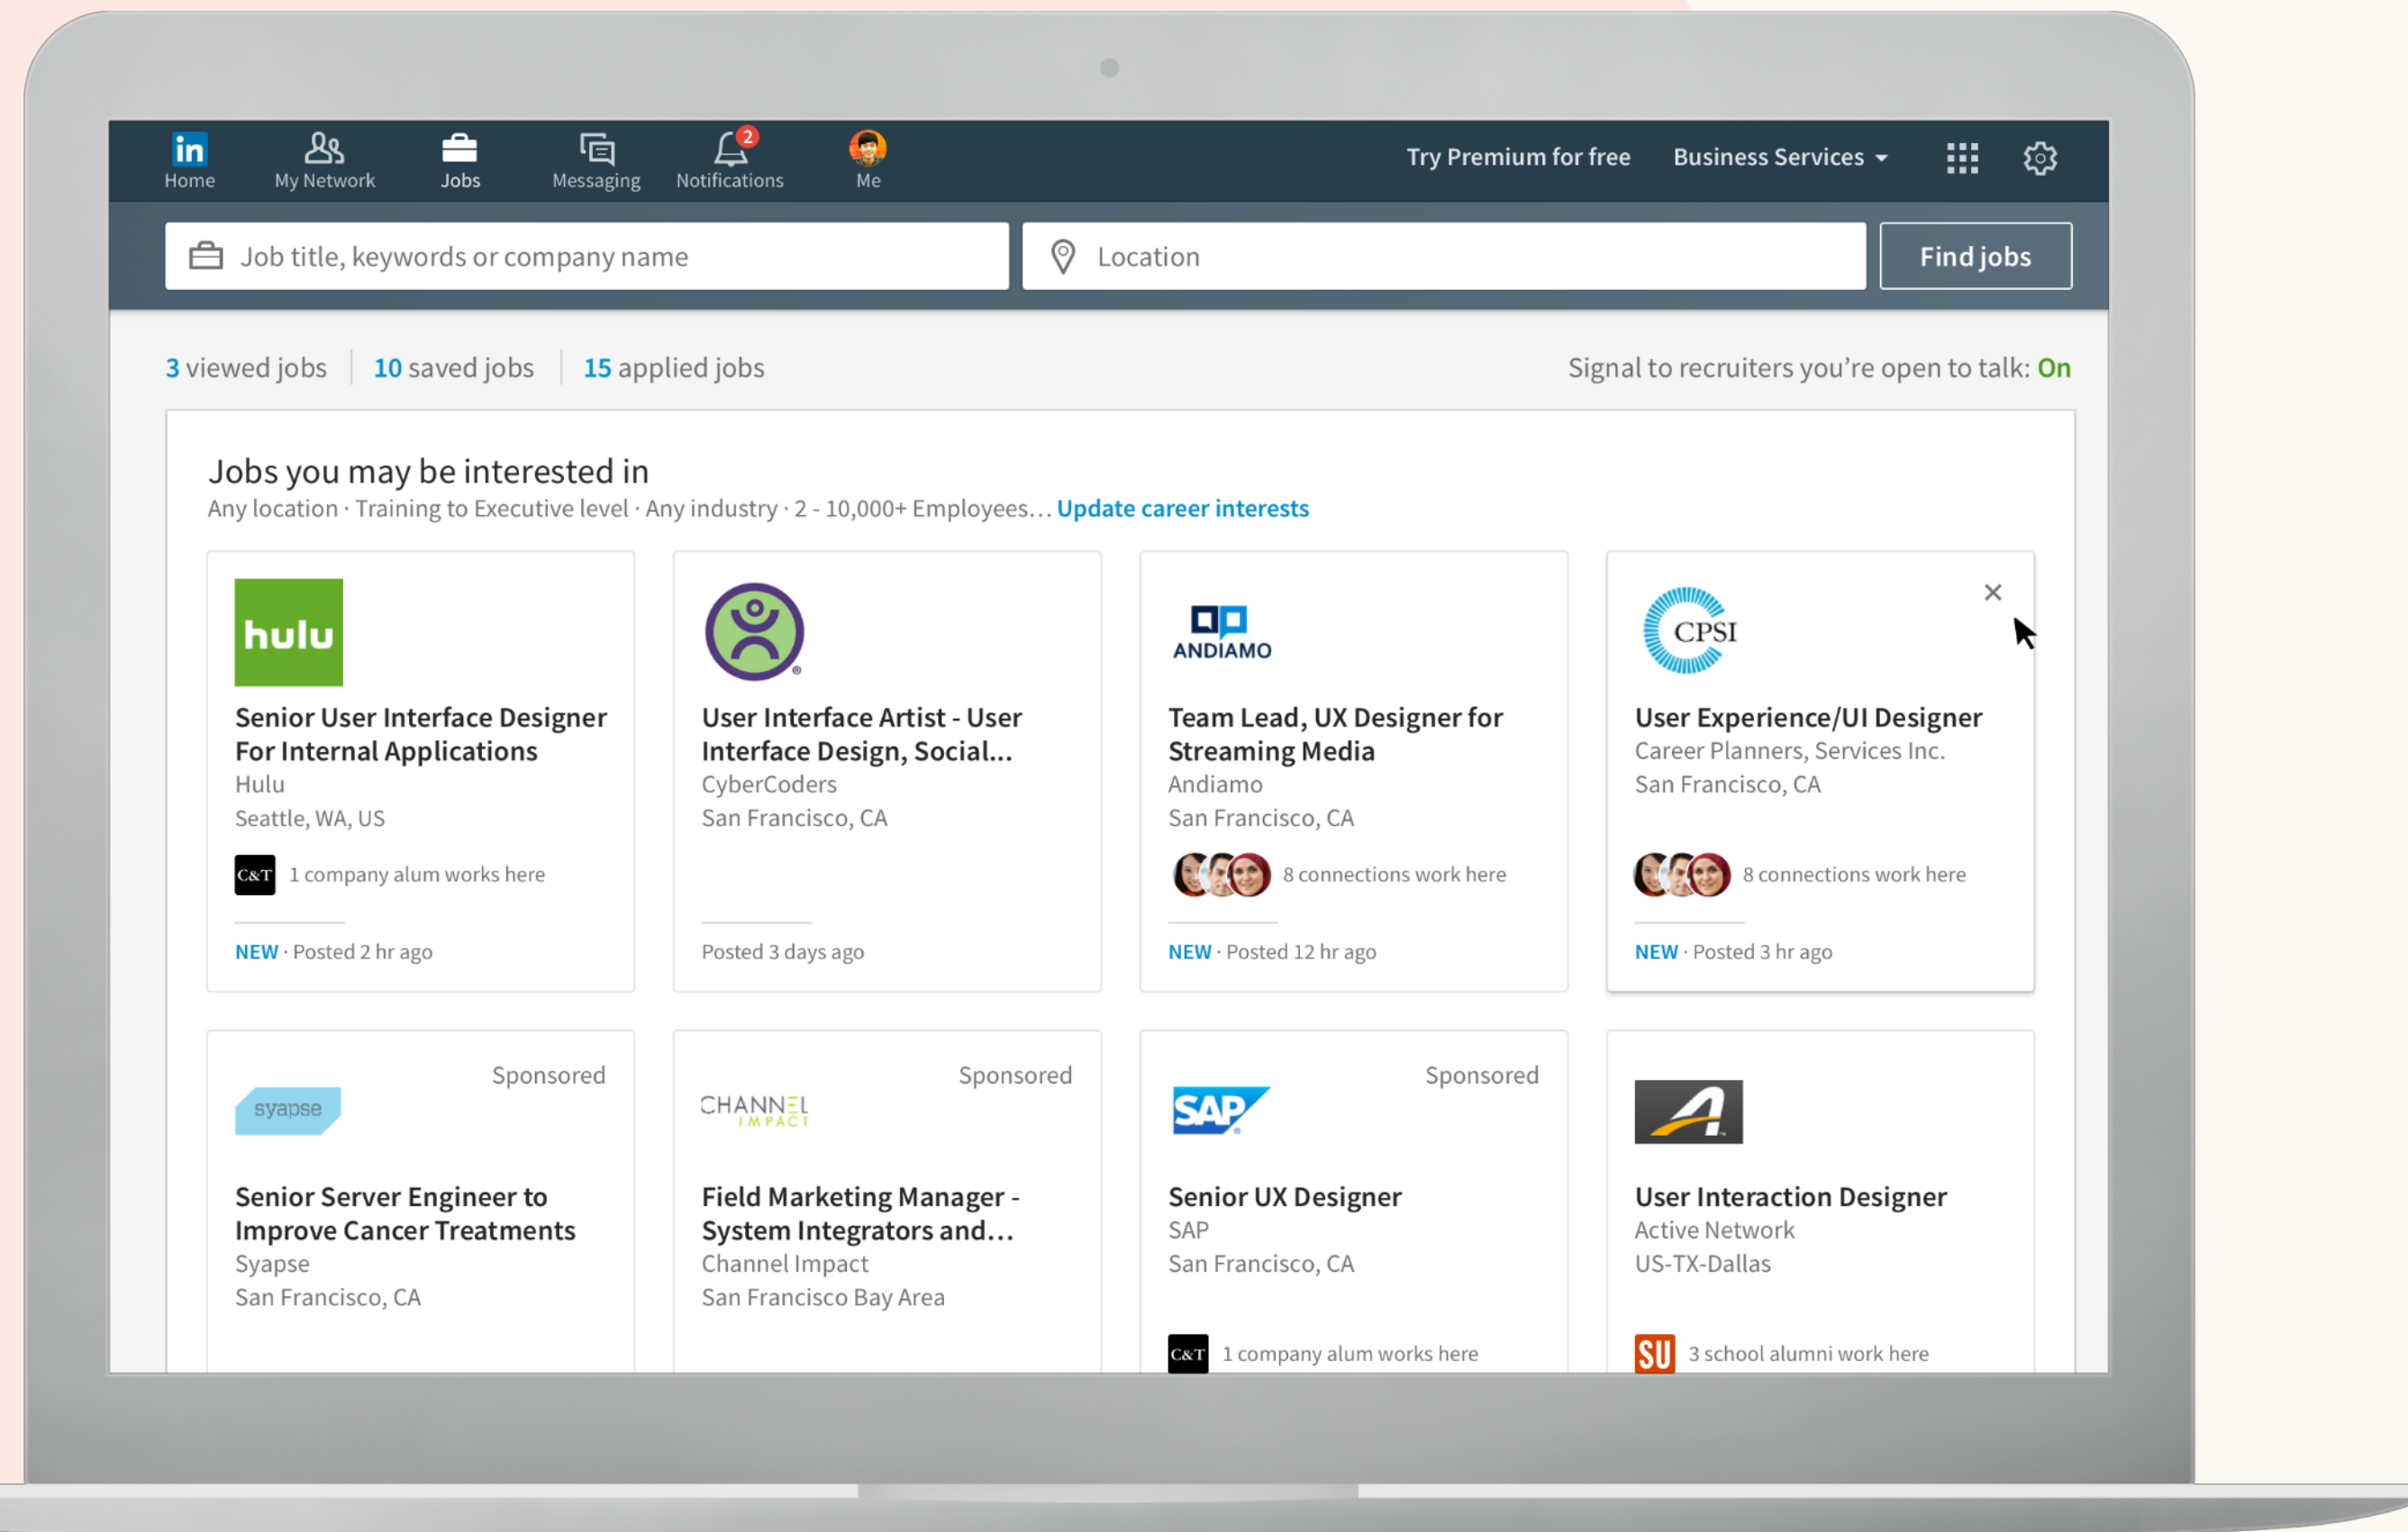 in
2
Home
My Network
Jobs
Messaging
Notifications
Me
Try Premium for free
Business Services
Job title, keywords or company name
Location
Find jobs
3 viewed jobs
10 saved jobs
15 applied jobs
Signal to recruiters you’re open to talk: On
Jobs you may be interested in
Any location · Training to Executive level · Any industry · 2 - 10,000+ Employees… Update career interests
hulu
Senior User Interface Designer
For Internal Applications
Hulu
Seattle, WA, US
C&T
1 company alum works here
NEW · Posted 2 hr ago
®
User Interface Artist - User
Interface Design, Social...
CyberCoders
San Francisco, CA
Posted 3 days ago
ANDIAMO
Team Lead, UX Designer for
Streaming Media
Andiamo
San Francisco, CA
8 connections work here
NEW · Posted 12 hr ago
CPSI
User Experience/UI Designer
Career Planners, Services Inc.
San Francisco, CA
8 connections work here
NEW · Posted 3 hr ago
Sponsored
syapse
Senior Server Engineer to
Improve Cancer Treatments
Syapse
San Francisco, CA
Sponsored
CHANNEL
IMPACT
Field Marketing Manager -
System Integrators and…
Channel Impact
San Francisco Bay Area
Sponsored
SAP®
Senior UX Designer
SAP
San Francisco, CA
C&T
1 company alum works here
A
User Interaction Designer
Active Network
US-TX-Dallas
SU
3 school alumni work here